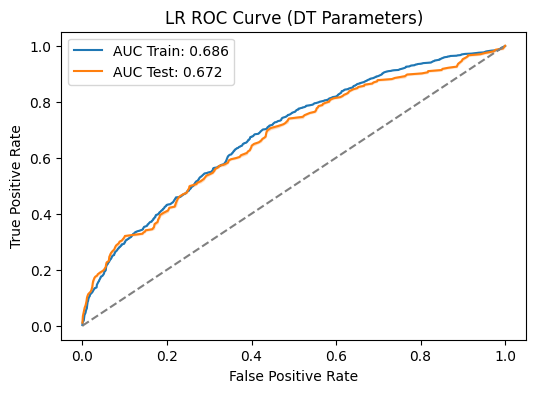 LR ROC Curve (DT Parameters)
AUC Train: 0.686
AUC Test: 0.672
True Positive Rate
1.0
0.8
0.6
0.4
0.2
0.0
0.0 0.2 0.4 0.6 0.8 1.0
False Positive Rate